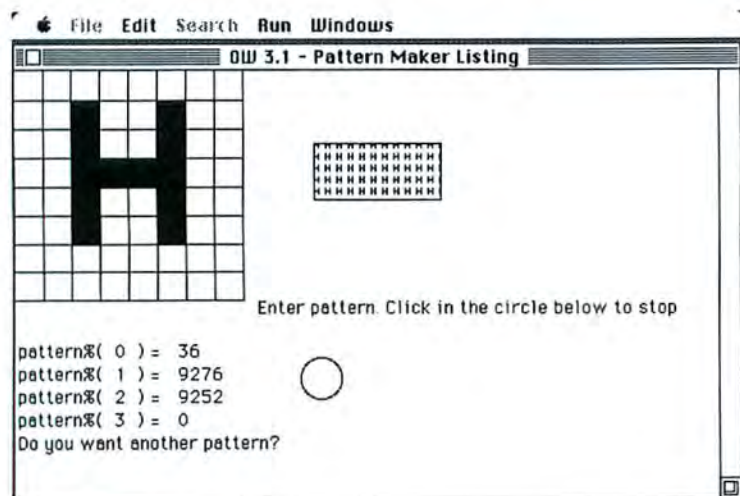 File Edit Search Run Windows
OW 3.1 - Pattern Maker Listing
H
H H H H H H H H H H H
H H H H H H H H H H H
H H H H H H H H H H H
H H H H H H H H H H H
H H H H H H H H H H H
Enter pattern. Click in the circle below to stop
pattern%( 0 ) = 36
pattern%( 1 ) = 9276
pattern%( 2 ) = 9252
pattern%( 3 ) = 0
Do you want another pattern?